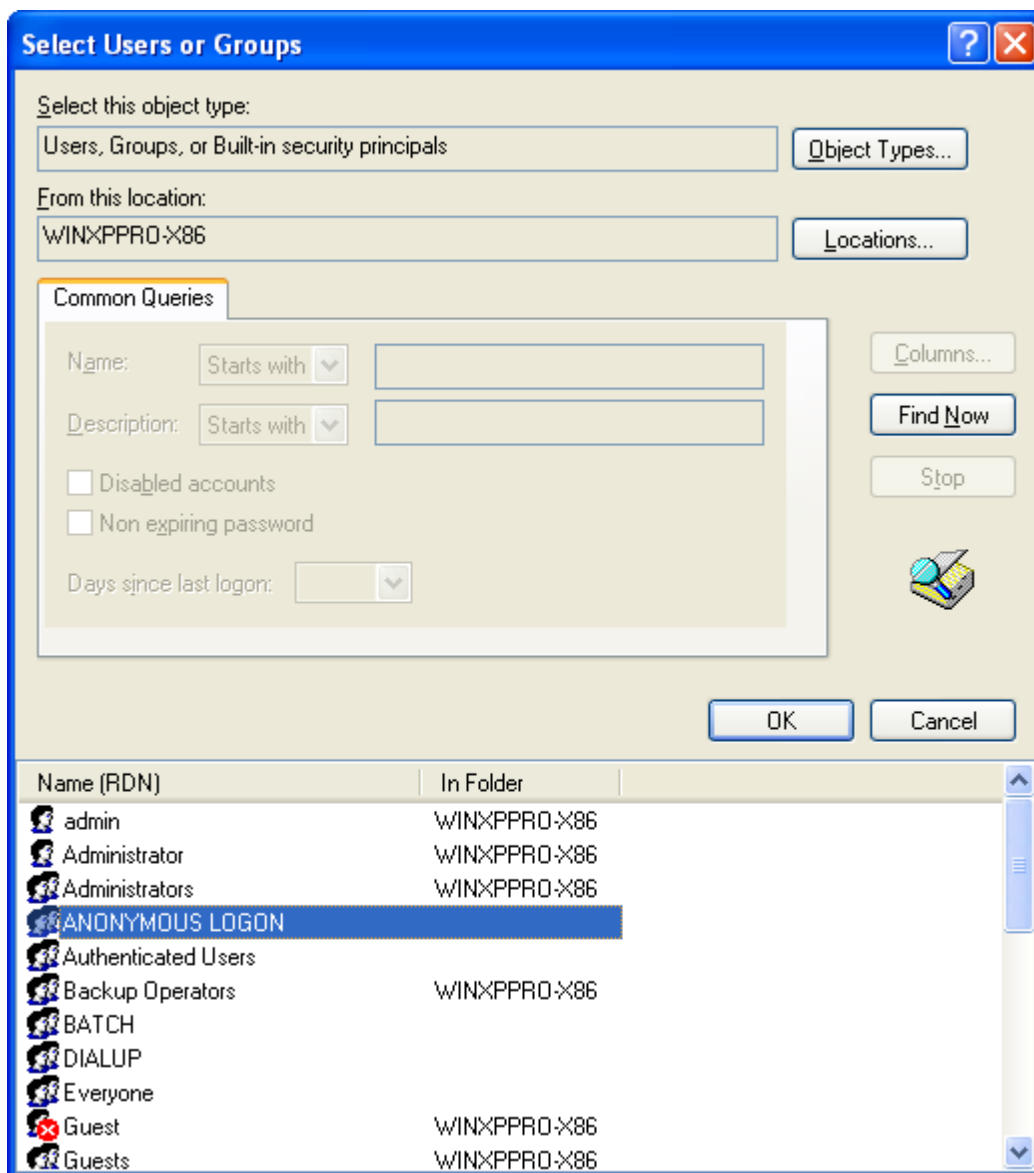 Select Users or Groups
Select this object type:
Users, Groups, or Built-in security principals
Object Types...
From this location:
WINXPPRO-X86
Locations...
Common Queries
Name: Starts with
Columns...
Description: Starts with
Find Now
Disabled accounts
Stop
Non expiring password
Days since last logon:
OK Cancel
Name (RDN) In Folder
admin WINXPPRO-X86
Administrator WINXPPRO-X86
Administrators WINXPPRO-X86
ANONYMOUS LOGON
Authenticated Users
Backup Operators WINXPPRO-X86
BATCH
DIALUP
Everyone
Guest WINXPPRO-X86
Guests WINXPPRO-X86